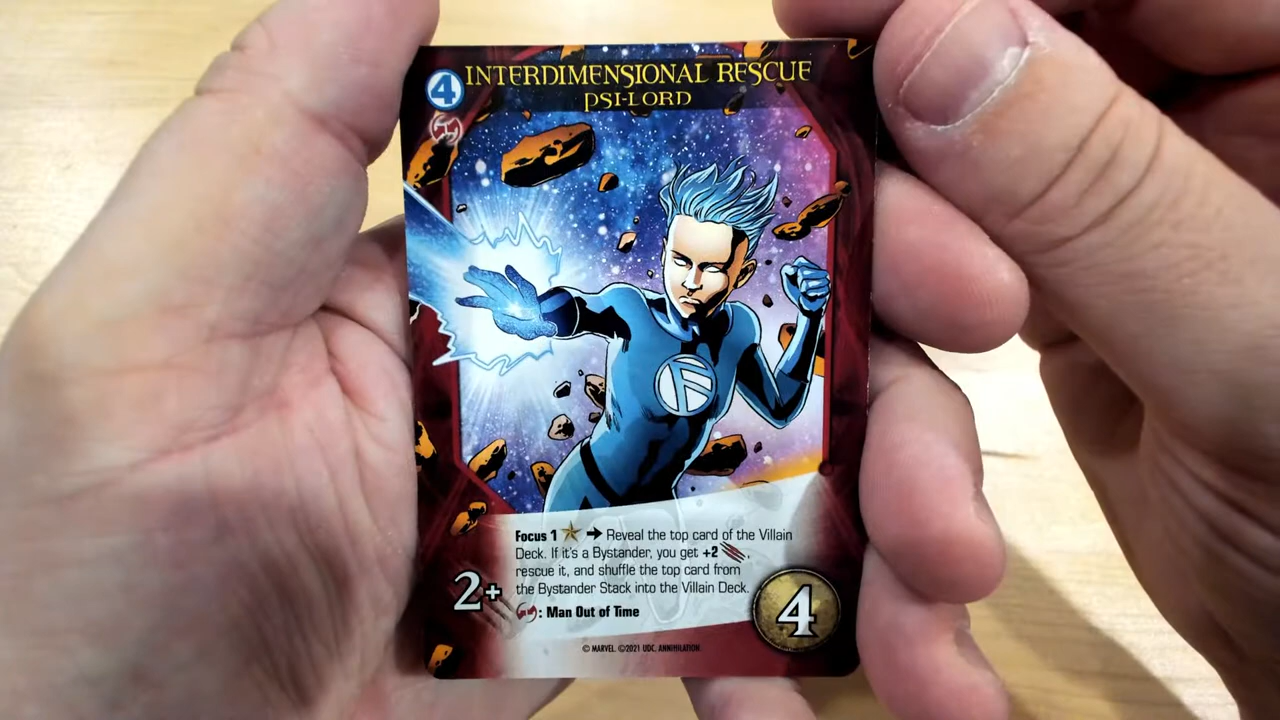 4 INTERDIMENSIONAL RESCUE
PSI-LORD
4
Focus 1 ➔ Reveal the top card of the Villain
Deck. If it's a Bystander, you get +2 ,
rescue it, and shuffle the top card from
the Bystander Stack into the Villain Deck.
: Man Out of Time
2+
4
© MARVEL. ©2021 UDC. ANNIHILATION